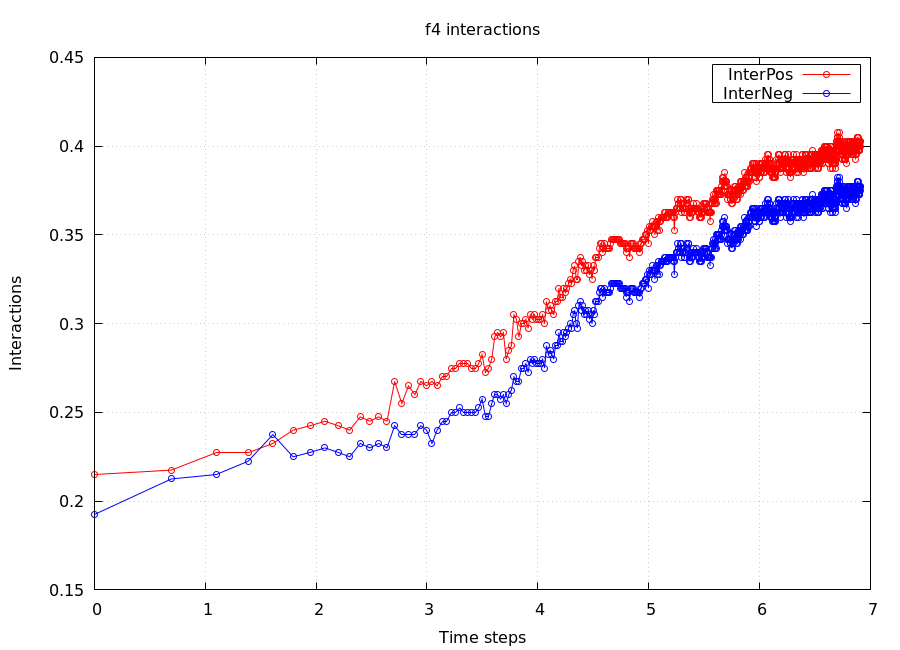 f4 interactions
InterPos
InterNeg
0.45
0.4
0.35
0.3
0.25
0.2
0.15
Interactions
0 1 2 3 4 5 6 7
Time steps